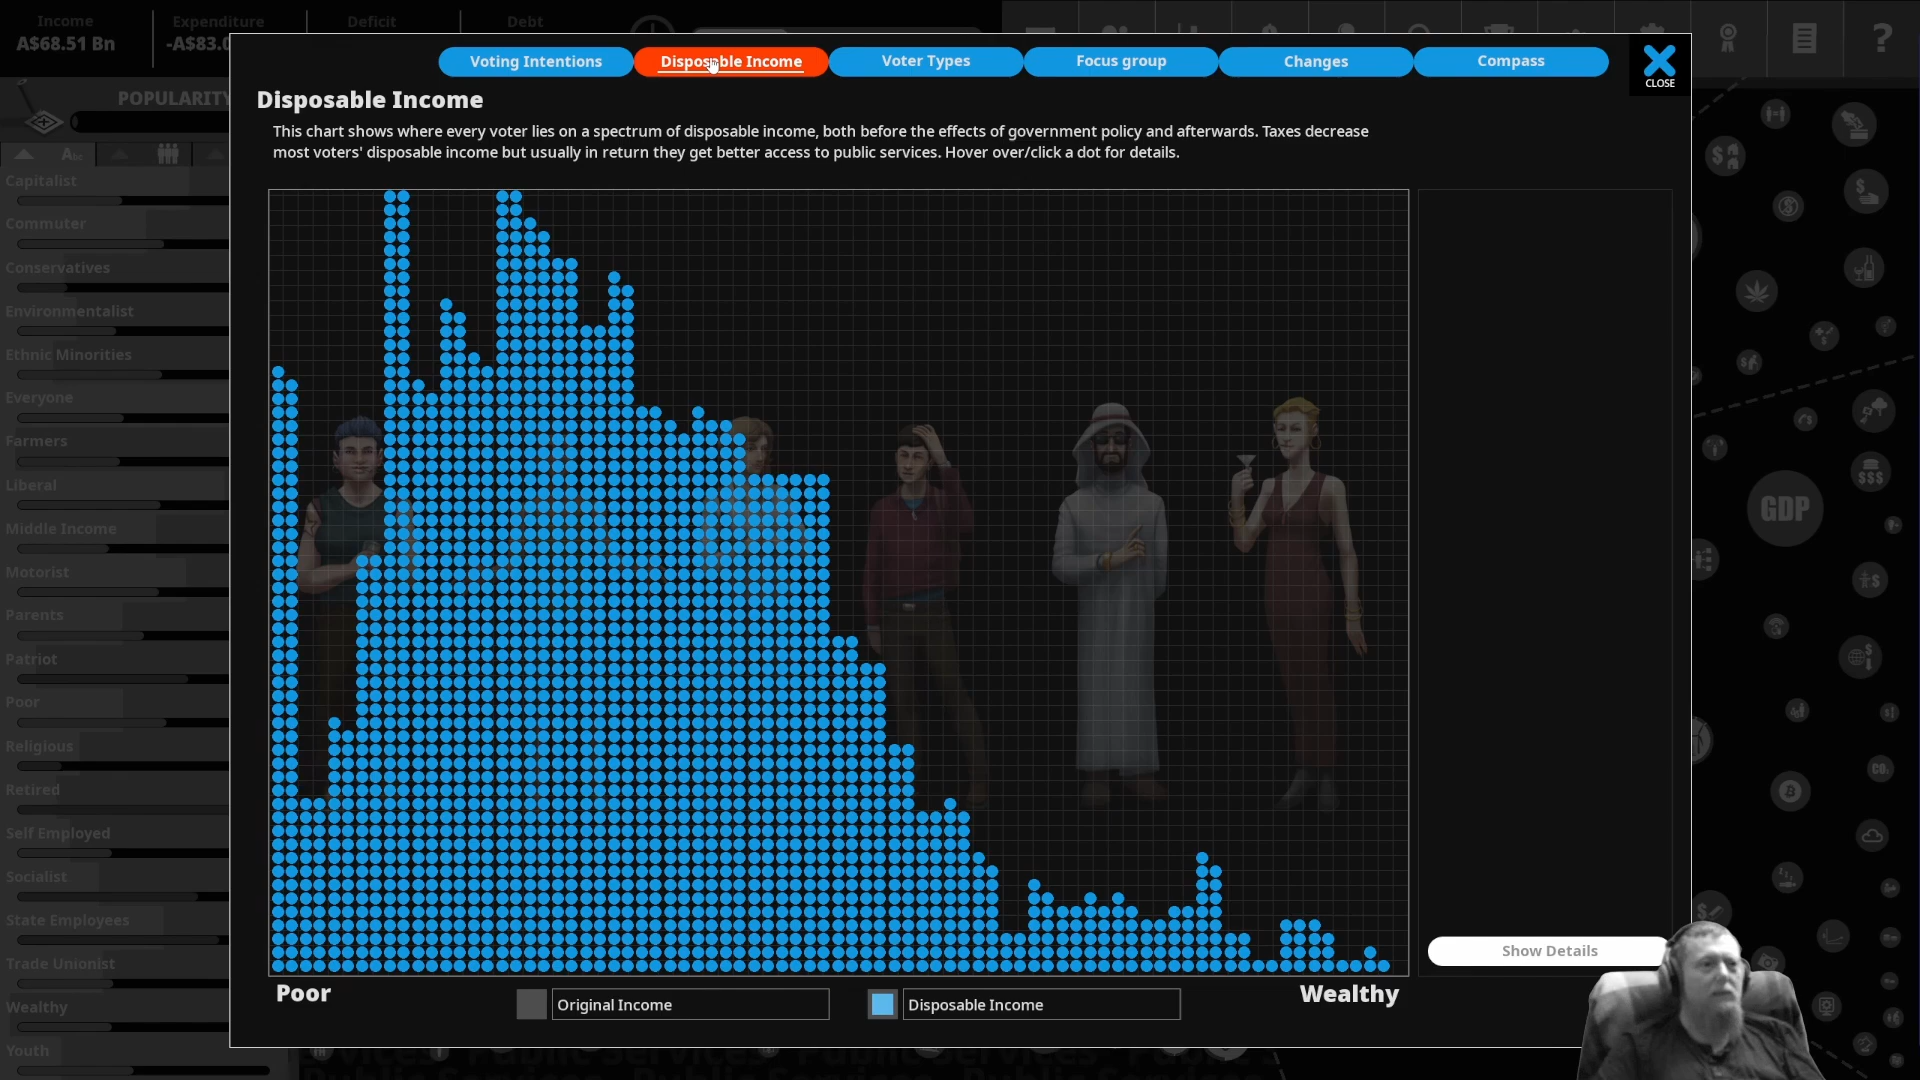 Income
Expenditure
Deficit
Debt
A$68.51 Bn
-A$83.0
Voting Intentions
Disposable Income
Voter Types
Focus group
Changes
Compass
CLOSE
POPULARITY
Disposable Income
This chart shows where every voter lies on a spectrum of disposable income, both before the effects of government policy and afterwards. Taxes decrease
most voters' disposable income but usually in return they get better access to public services. Hover over/click a dot for details.
Abc
Capitalist
Commuter
Conservatives
Environmentalist
Ethnic Minorities
Everyone
Farmers
Liberal
Middle Income
Motorist
Parents
Patriot
Poor
Religious
Retired
Self Employed
Socialist
State Employees
Trade Unionist
Wealthy
Youth
GDP
Show Details
Poor
Wealthy
Original Income
Disposable Income